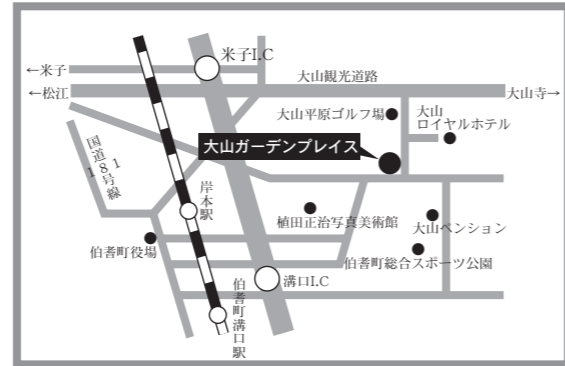 米子I.C
←米子
大山観光道路
←松江
大山寺→
大山平原ゴルフ場
大山
ロイヤルホテル
国道181号線
大山ガーデンプレイス
岸本駅
植田正治写真美術館
大山ペンション
伯耆町役場
伯耆町総合スポーツ公園
溝口I.C
伯耆町溝口駅